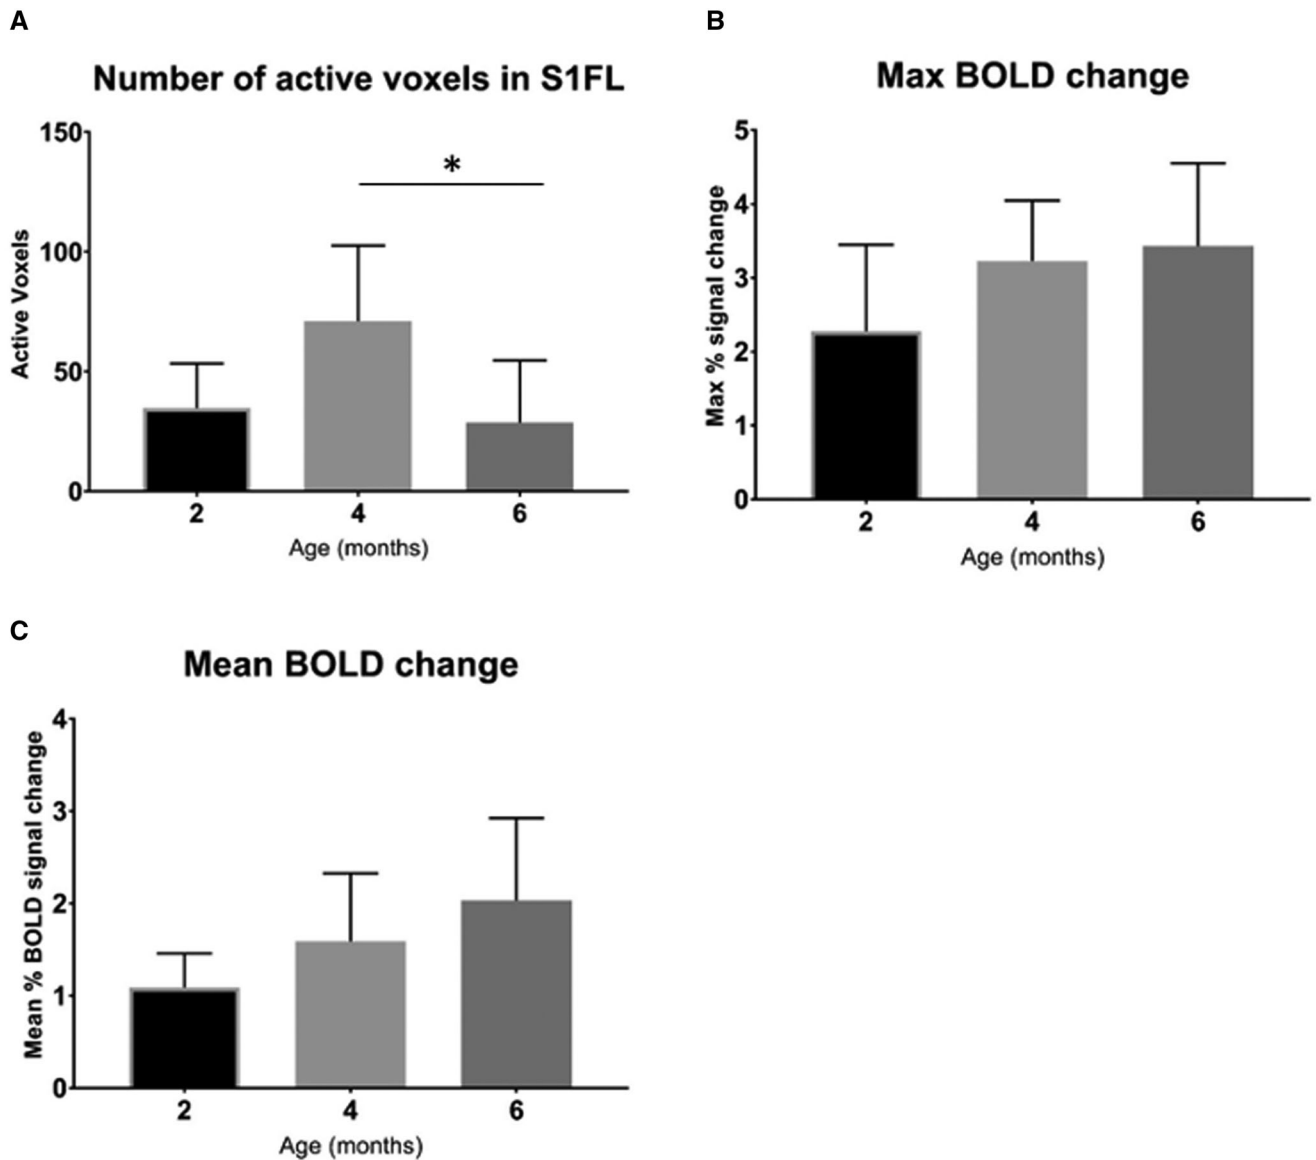 A
Number of active voxels in S1FL
150
100
50
0
Active Voxels
*
2 4 6
Age (months)
B
Max BOLD change
5
4
3
2
1
0
Max % signal change
2 4 6
Age (months)
C
Mean BOLD change
4
3
2
1
0
Mean % BOLD signal change
2 4 6
Age (months)